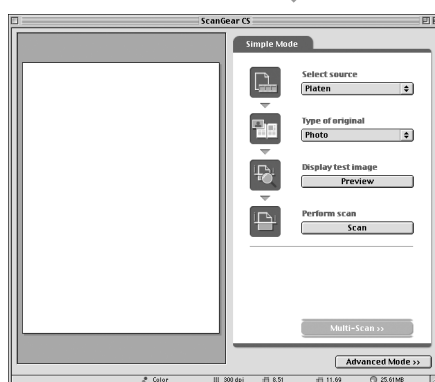 ScanGear CS
Simple Mode
Select source
Platen
Type of original
Photo
Display test image
Preview
Perform scan
Scan
Multi-Scan >>
Advanced Mode >>
Color 300 dpi 8.51 11.69 25.61MB